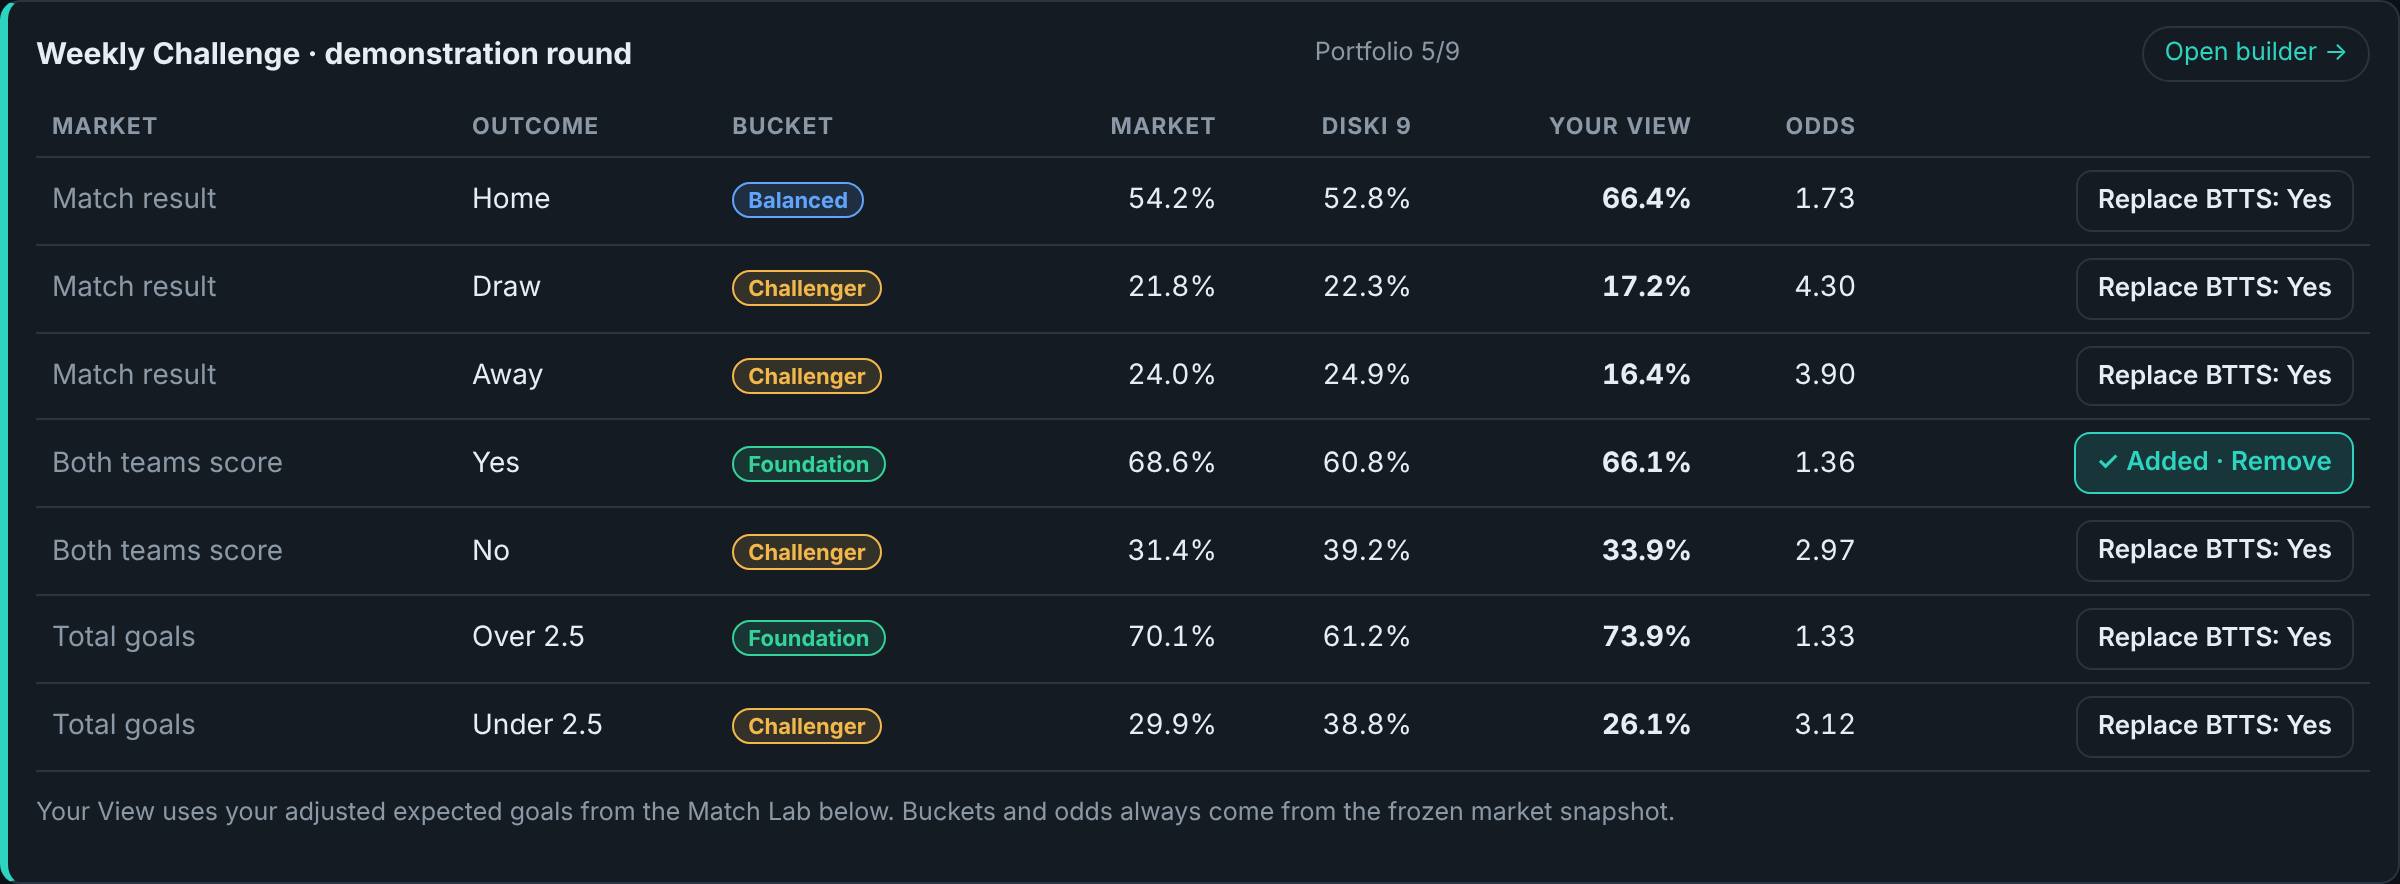 Weekly Challenge · demonstration round Portfolio 5/9 Open builder →
MARKET OUTCOME BUCKET MARKET DISKI 9 YOUR VIEW ODDS
Match result Home Balanced 54.2% 52.8% 66.4% 1.73 Replace BTTS: Yes
Match result Draw Challenger 21.8% 22.3% 17.2% 4.30 Replace BTTS: Yes
Match result Away Challenger 24.0% 24.9% 16.4% 3.90 Replace BTTS: Yes
Both teams score Yes Foundation 68.6% 60.8% 66.1% 1.36 ✓ Added · Remove
Both teams score No Challenger 31.4% 39.2% 33.9% 2.97 Replace BTTS: Yes
Total goals Over 2.5 Foundation 70.1% 61.2% 73.9% 1.33 Replace BTTS: Yes
Total goals Under 2.5 Challenger 29.9% 38.8% 26.1% 3.12 Replace BTTS: Yes
Your View uses your adjusted expected goals from the Match Lab below. Buckets and odds always come from the frozen market snapshot.